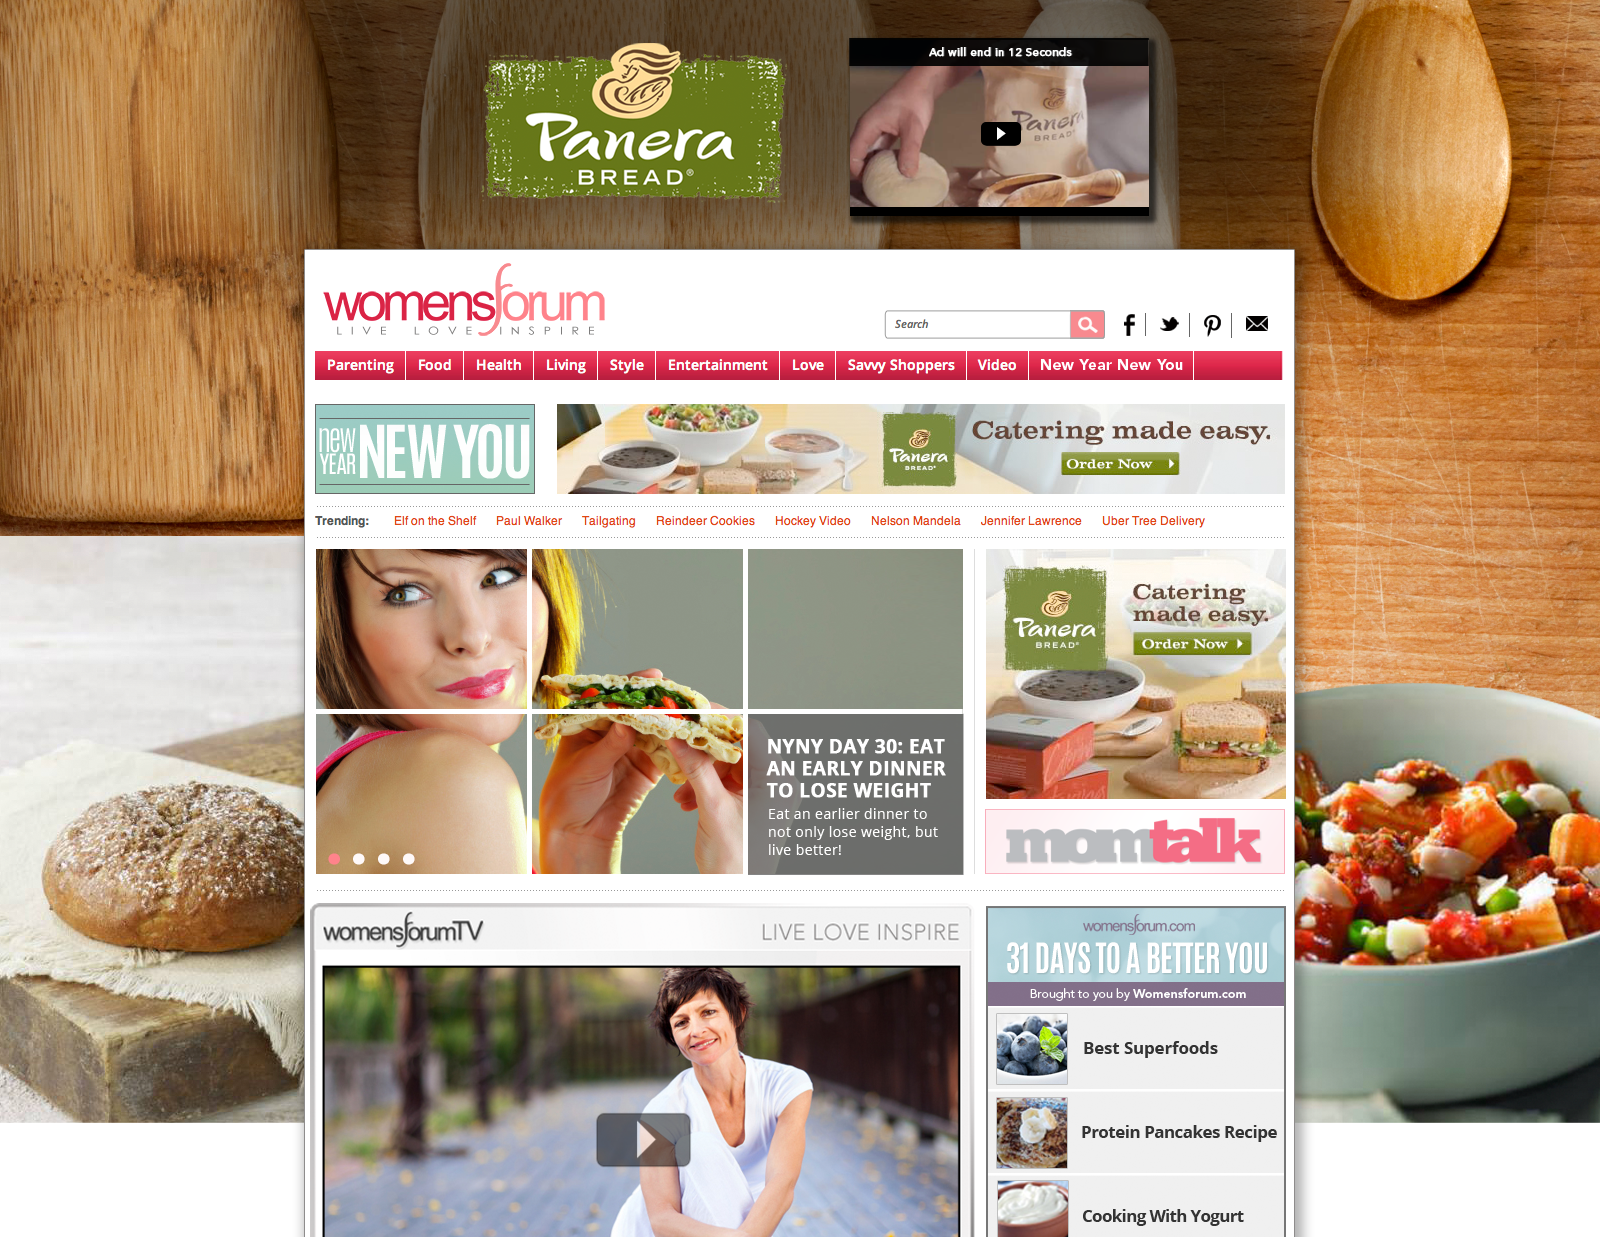 Panera
BREAD®
Ad will end in 12 Seconds
Panera
BREAD
womensforum
LIVE LOVE INSPIRE
Search
Parenting Food Health Living Style Entertainment Love Savvy Shoppers Video New Year New You
new YEAR NEW YOU
Panera
BREAD®
Catering made easy.
Order Now
Trending: Elf on the Shelf Paul Walker Tailgating Reindeer Cookies Hockey Video Nelson Mandela Jennifer Lawrence Uber Tree Delivery
NYNY DAY 30: EAT
AN EARLY DINNER
TO LOSE WEIGHT
Eat an earlier dinner to
not only lose weight, but
live better!
Panera
BREAD®
Catering
made easy.
Order Now
momtalk
womensforumTV
LIVE LOVE INSPIRE
womensforum.com
31 DAYS TO A BETTER YOU
Brought to you by Womensforum.com
Best Superfoods
Protein Pancakes Recipe
Cooking With Yogurt